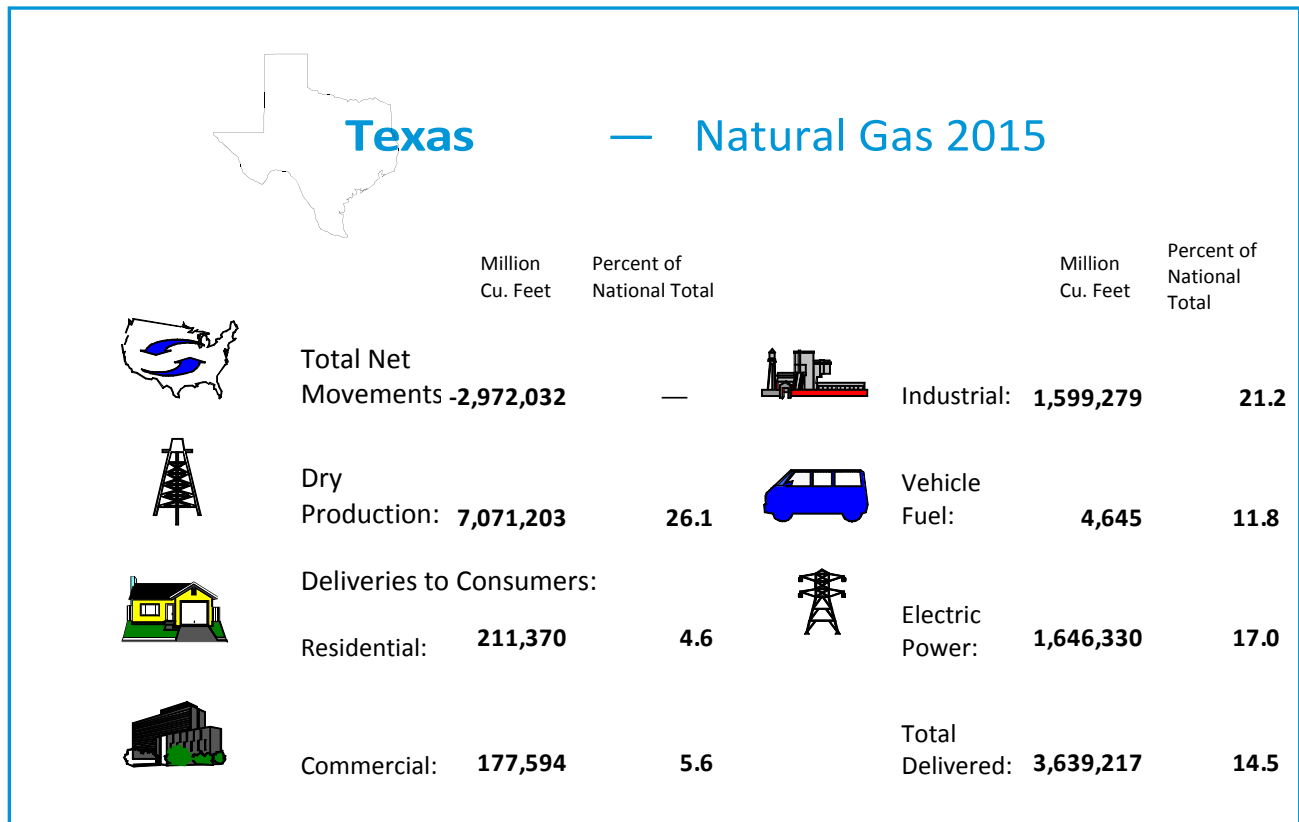 Texas — Natural Gas 2015
Million Cu. Feet
Percent of National Total
Million Cu. Feet
Percent of National Total
Total Net
Movements -2,972,032 —
Industrial: 1,599,279 21.2
Dry
Production: 7,071,203 26.1
Vehicle
Fuel: 4,645 11.8
Deliveries to Consumers:
Residential: 211,370 4.6
Electric
Power: 1,646,330 17.0
Commercial: 177,594 5.6
Total
Delivered: 3,639,217 14.5